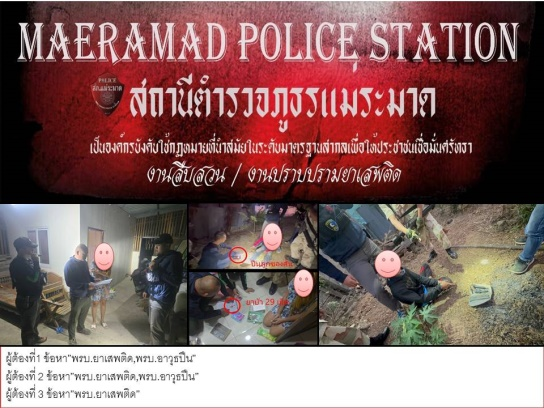 MAERAMAD POLICE STATION
POLICE
สถานีตำรวจภูธรแม่ระมาด
เป็นองค์กรบังคับใช้กฎหมายที่นำสมัยในระดับมาตรฐานสากลเพื่อให้ประชาชนเชื่อมั่นศรัทธา
งานสืบสวน / งานปราบปรามยาเสพติด
ยาบ้า 29 เม็ด
ผู้ต้องที่1 ข้อหา"พรบ.ยาเสพติด,พรบ.อาวุธปืน"
ผู้ต้องที่ 2 ข้อหา"พรบ.ยาเสพติด,พรบ.อาวุธปืน"
ผู้ต้องที่ 3 ข้อหา"พรบ.ยาเสพติด"